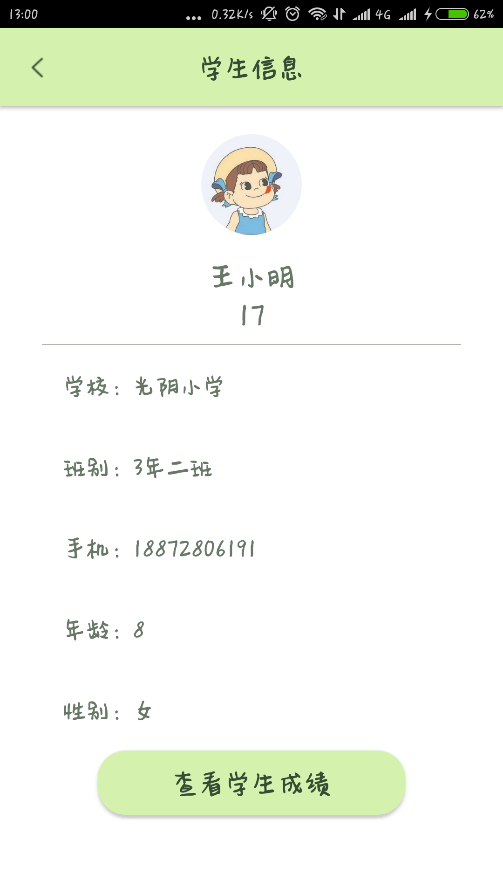 13:00 ... 0.32K/s 4G 62%
学生信息
王小明
17
学校：光阴小学
班别：3年二班
手机：18872806191
年龄：8
性别：女
查看学生成绩